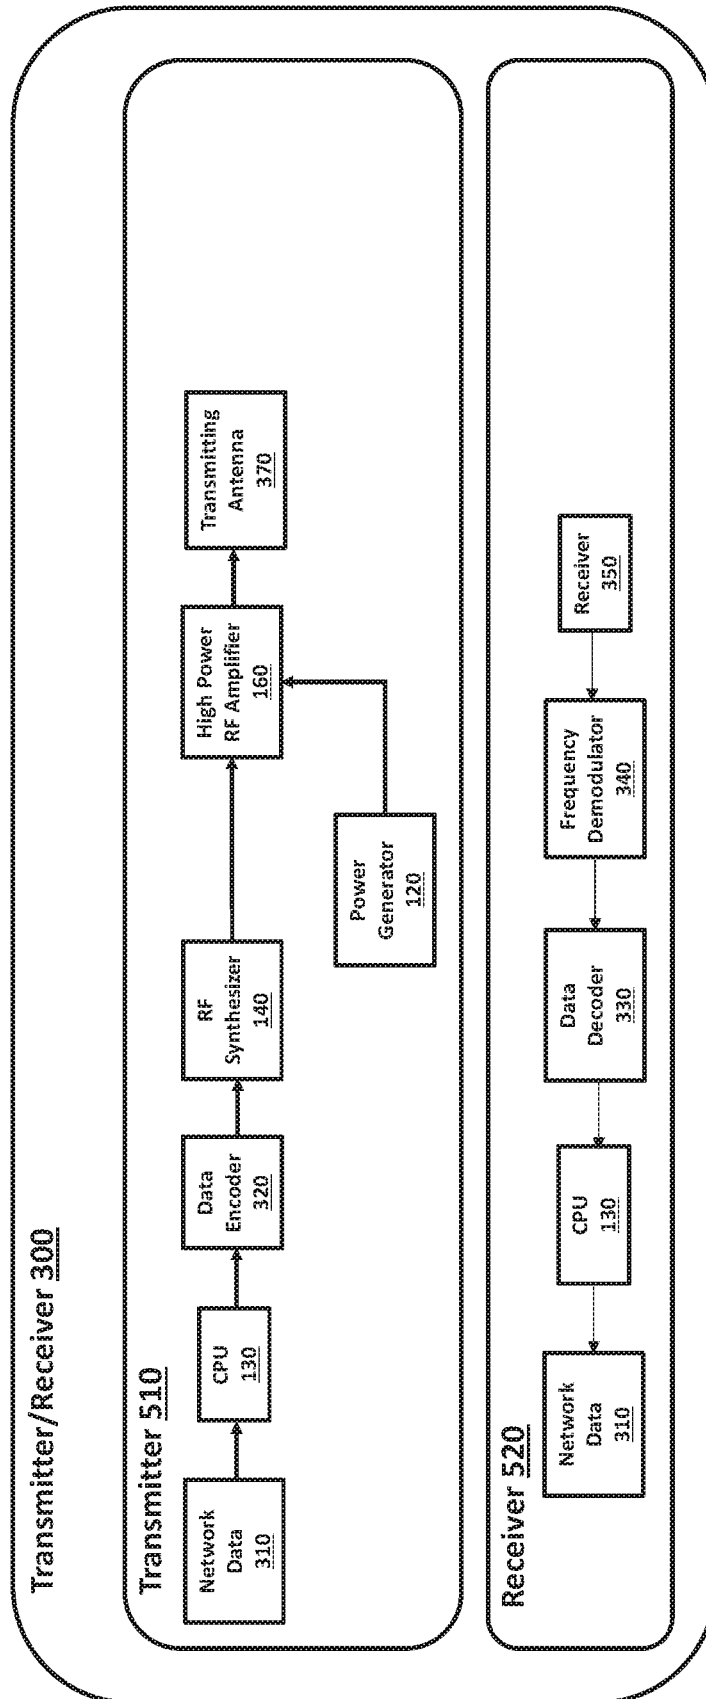 Transmitter/Receiver 300
Transmitter 510
Network
Data
310
CPU
130
Data
Encoder
320
RF
Synthesizer
140
High Power
RF Amplifier
160
Transmitting
Antenna
370
Power
Generator
120
Receiver 520
Network
Data
310
CPU
130
Data
Decoder
330
Frequency
Demodulator
340
Receiver
350